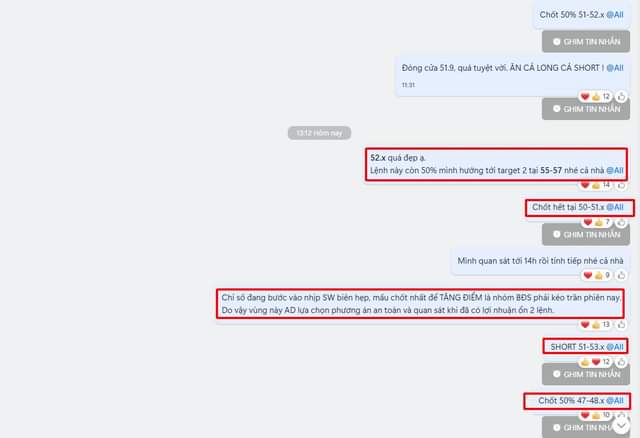 Chốt 50% 51-52.x @All
GHIM TIN NHẮN
Đóng cửa 51.9, quá tuyệt vời. ĂN CẢ LONG CẢ SHORT ! @All
11:31
12
GHIM TIN NHẮN
13:12 Hôm nay
52.x quá đẹp ạ.
Lệnh này còn 50% mình hướng tới target 2 tại 55-57 nhé cả nhà @All
14
Chốt hết tại 50-51.x @All
7
GHIM TIN NHẮN
Mình quan sát tới 14h rồi tính tiếp nhé cả nhà
9
Chỉ số đang bước vào nhịp SW biên hẹp, mấu chốt nhất để TĂNG ĐIỂM là nhóm BĐS phải kéo trần phiên nay.
Do vậy vùng này AD lựa chọn phương án an toàn và quan sát khi đã có lợi nhuận ổn 2 lệnh.
13
SHORT 51-53.x @All
12
GHIM TIN NHẮN
Chốt 50% 47-48.x @All
10
GHIM TIN NHẮN